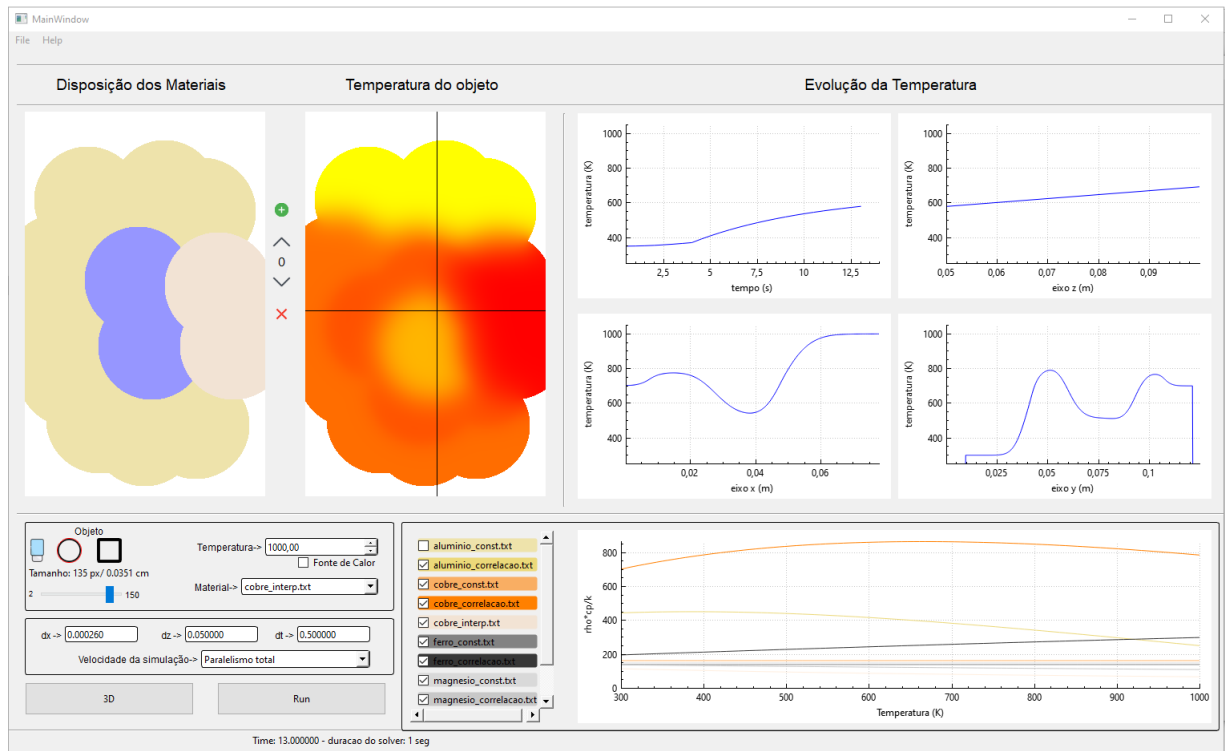 MainWindow
File Help
Disposição dos Materiais
Temperatura do objeto
Evolução da Temperatura
0
temperatura (K)
1000
800
600
400
2,5 5 7,5 10 12,5
tempo (s)
temperatura (K)
1000
800
600
400
0,05 0,06 0,07 0,08 0,09
eixo z (m)
temperatura (K)
1000
800
600
400
0,02 0,04 0,06
eixo x (m)
temperatura (K)
1000
800
600
400
0,025 0,05 0,075 0,1
eixo y (m)
Objeto
Tamanho: 135 px/ 0.0351 cm
2 150
Temperatura-> 1000,00
Fonte de Calor
Material-> cobre_interp.txt
dx -> 0.000260 dz -> 0.050000 dt -> 0.500000
Velocidade da simulação-> Paralelismo total
3D Run
aluminio_const.txt
aluminio_correlacao.txt
cobre_const.txt
cobre_correlacao.txt
cobre_interp.txt
ferro_const.txt
ferro_correlacao.txt
magnesio_const.txt
magnesio_correlacao.txt
rho*cp/k
800
600
400
200
0
300 400 500 600 700 800 900 1000
Temperatura (K)
Time: 13.000000 - duracao do solver: 1 seg